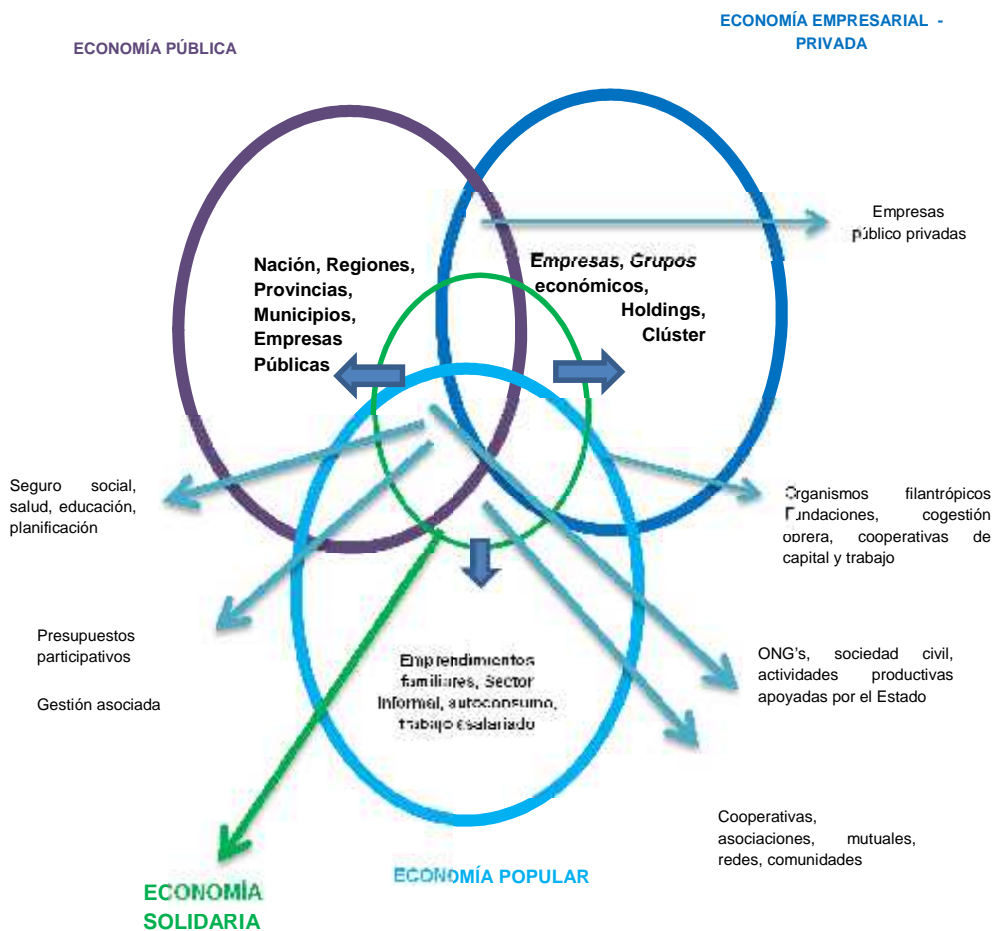 ECONOMÍA EMPRESARIAL -
PRIVADA
ECONOMÍA PÚBLICA
Empresas
público privadas
Nación, Regiones,
Provincias,
Municipios,
Empresas
Públicas
Empresas, Grupos
económicos,
Holdings,
Clúster
Seguro social,
salud, educación,
planificación
Organismos filantrópicos
Fundaciones, cogestión
obrera, cooperativas de
capital y trabajo
Presupuestos
participativos
Gestión asociada
Emprendimientos
familiares, Sector
Informal, autoconsumo,
trabajo asalariado
ONG's, sociedad civil,
actividades productivas
apoyadas por el Estado
Cooperativas,
asociaciones, mutuales,
redes, comunidades
ECONOMÍA POPULAR
ECONOMÍA
SOLIDARIA